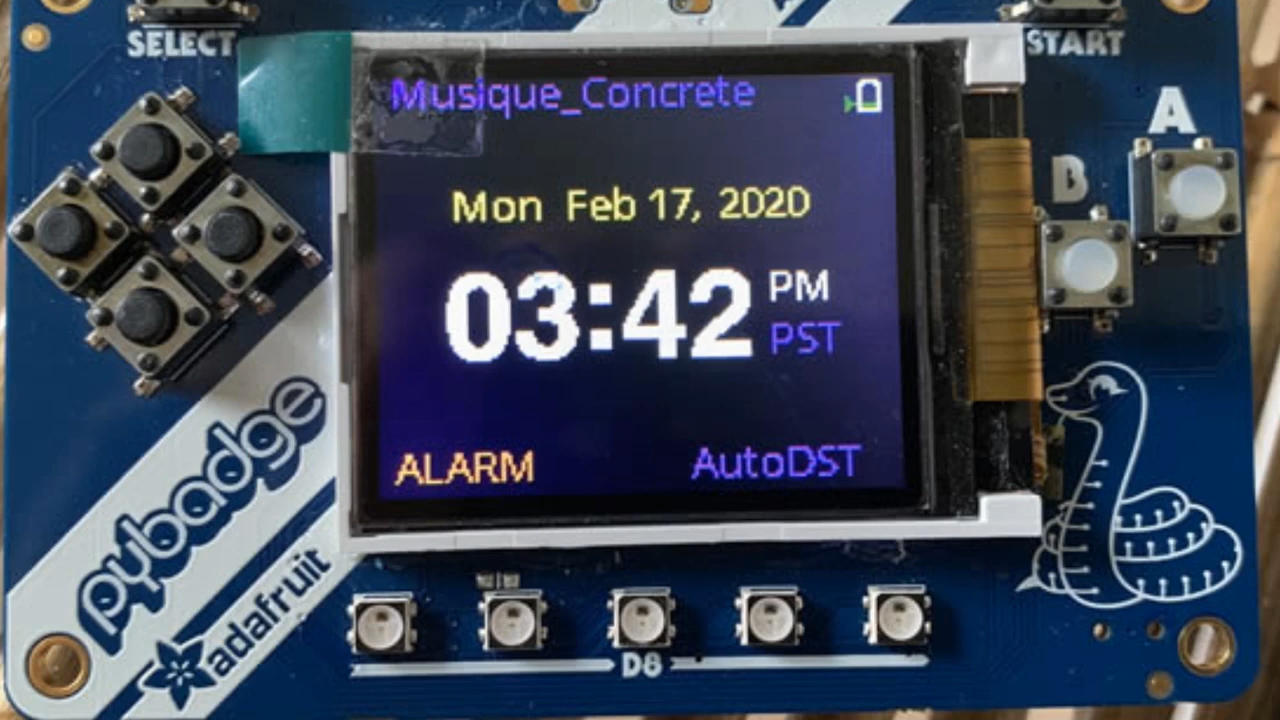 SELECT
START
Musique_Concrete
A
B
Mon Feb 17, 2020
03:42 PM
PST
ALARM
AutoDST
pybadge
adafruit
D8